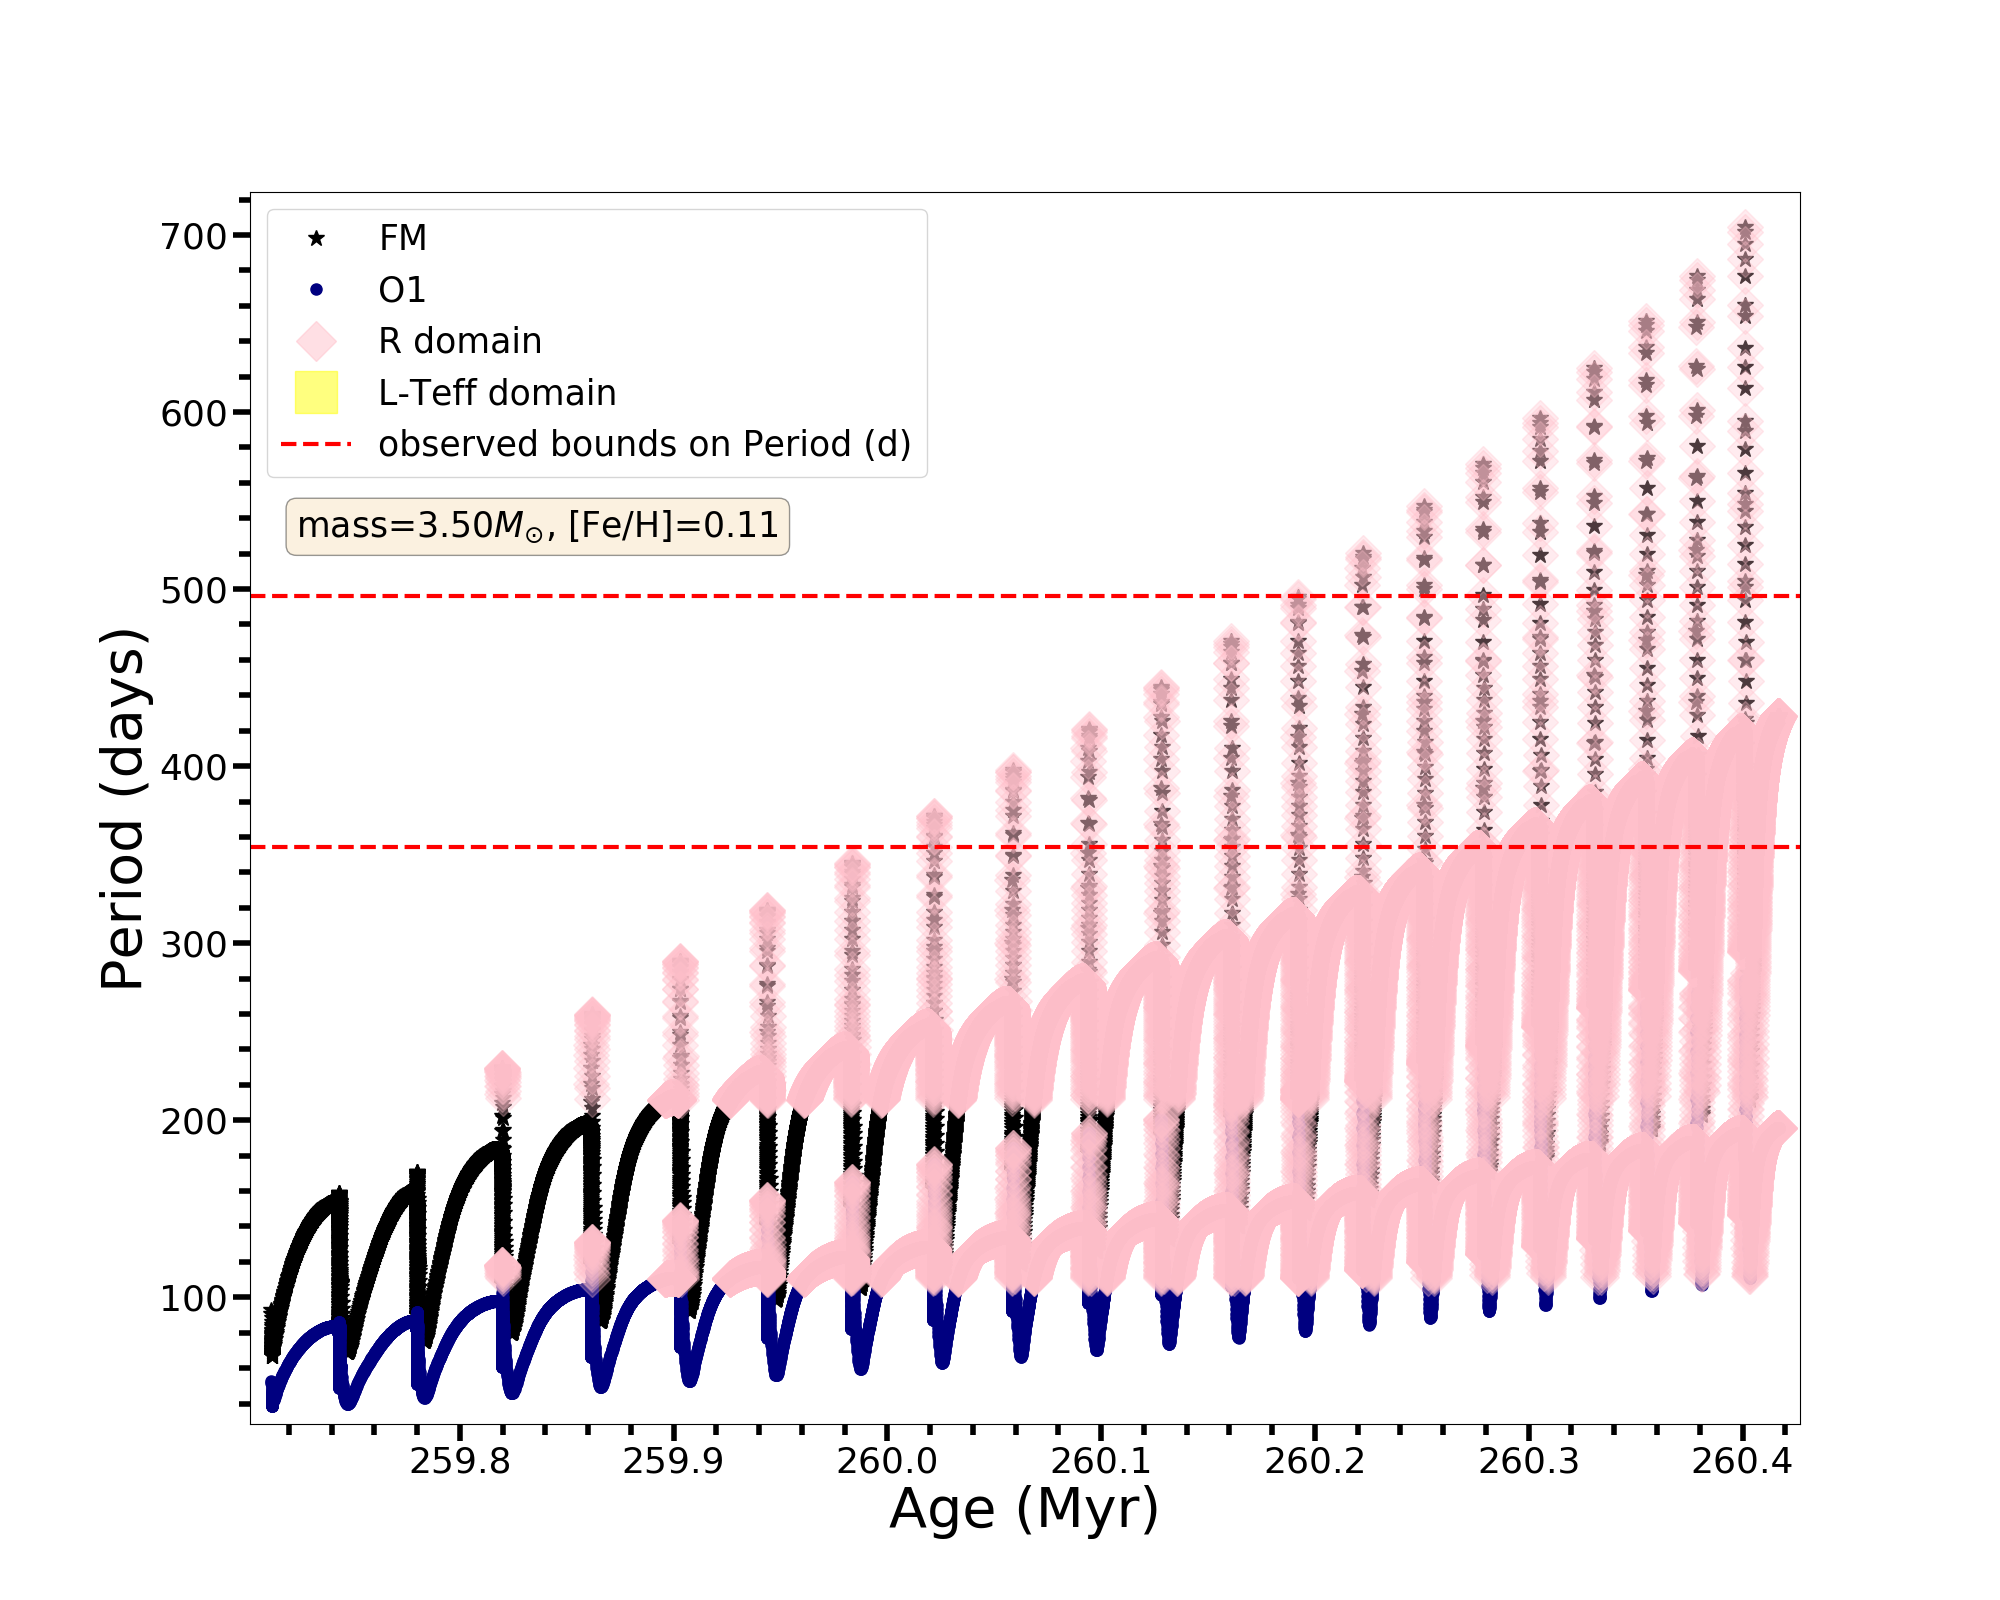 FM
O1
R domain
L-Teff domain
observed bounds on Period (d)
mass=3.50M⊙, [Fe/H]=0.11
700
600
500
400
300
200
100
Period (days)
259.8 259.9 260.0 260.1 260.2 260.3 260.4
Age (Myr)